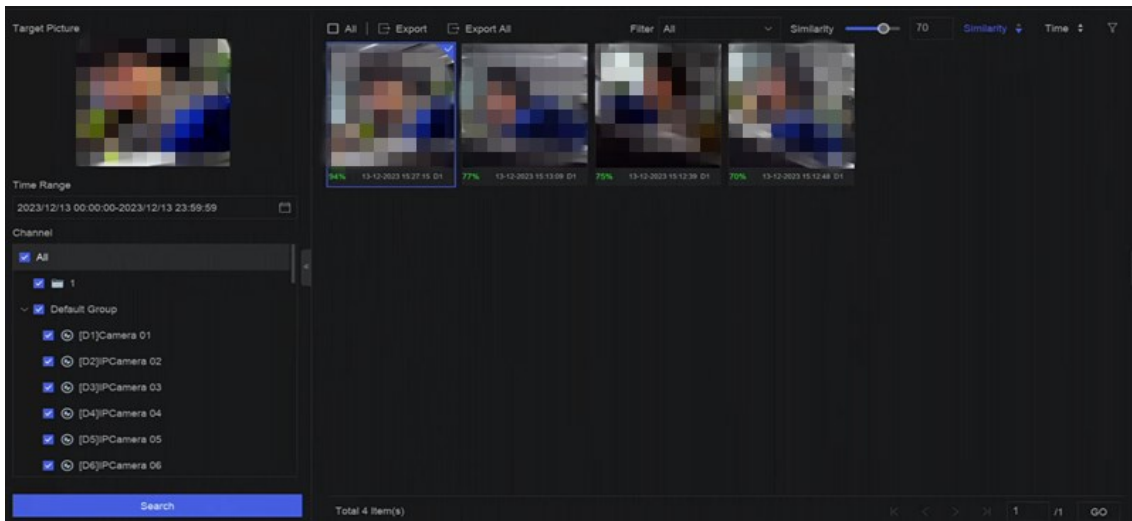 Target Picture
All
Export
Export All
Filter
All
Similarity
70
Similarity
Time
94%
13-12-2023 15:27:15 D1
77%
13-12-2023 15:13:09 D1
75%
13-12-2023 15:12:39 D1
70%
13-12-2023 15:12:48 D1
Time Range
2023/12/13 00:00:00-2023/12/13 23:59:59
Channel
All
1
Default Group
[D1]Camera 01
[D2]IPCamera 02
[D3]IPCamera 03
[D4]IPCamera 04
[D5]IPCamera 05
[D6]IPCamera 06
Search
Total 4 Item(s)
1
/1
GO